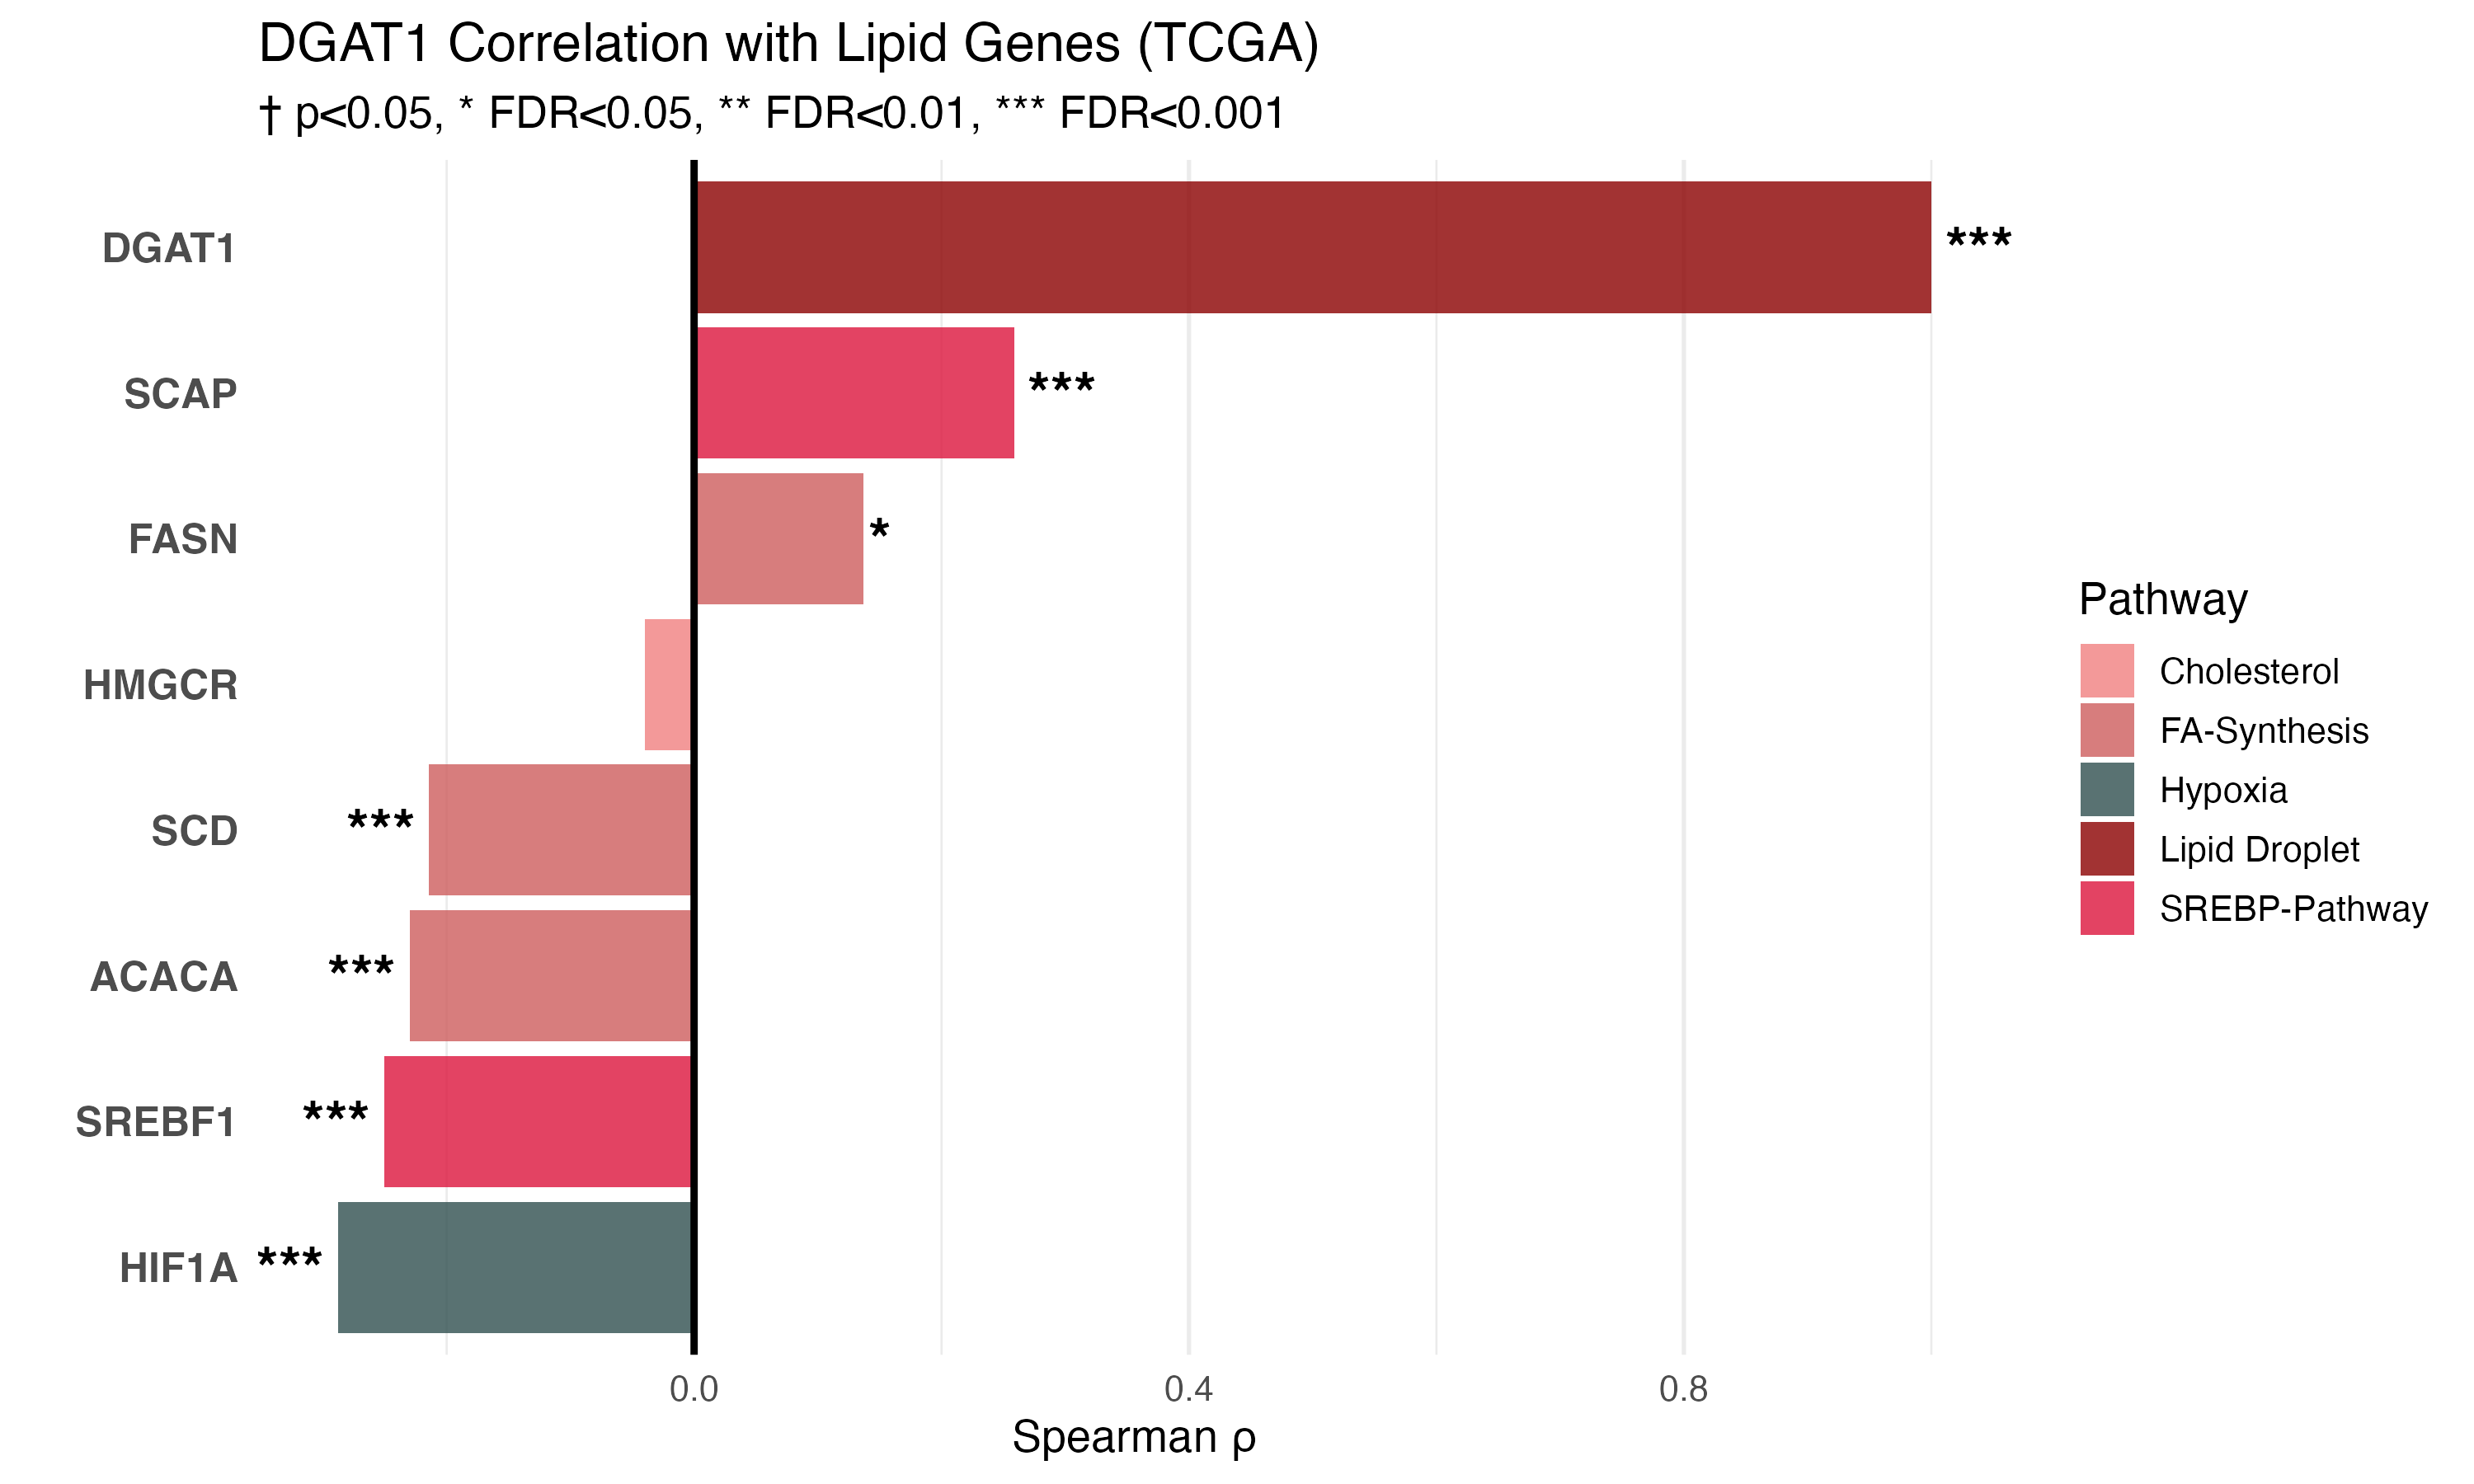 DGAT1 Correlation with Lipid Genes (TCGA)
† p<0.05, * FDR<0.05, ** FDR<0.01, *** FDR<0.001
DGAT1 ***
SCAP ***
FASN *
HMGCR
SCD ***
ACACA ***
SREBF1 ***
HIF1A ***
0.0 0.4 0.8
Spearman ρ
Pathway
Cholesterol
FA-Synthesis
Hypoxia
Lipid Droplet
SREBP-Pathway